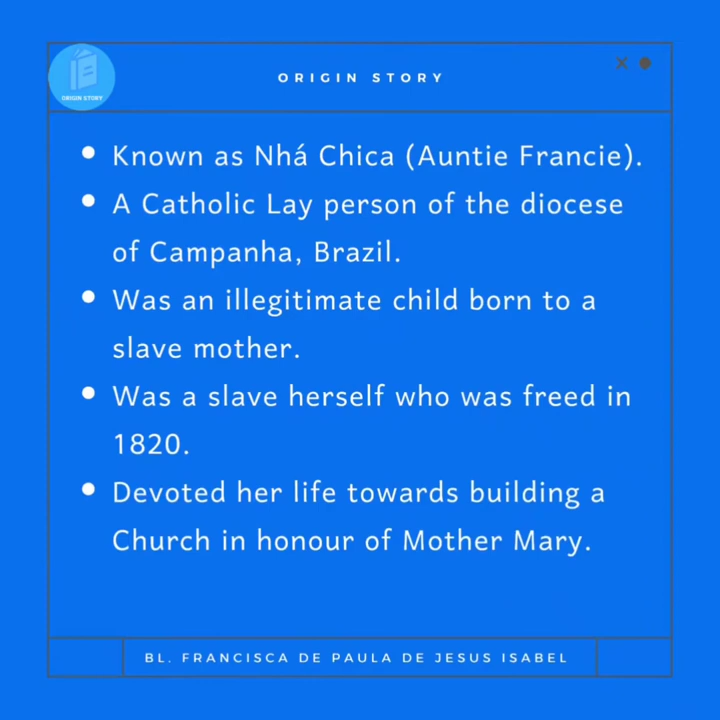 ORIGIN STORY
ORIGIN STORY
Known as Nhá Chica (Auntie Francie).
A Catholic Lay person of the diocese
of Campanha, Brazil.
Was an illegitimate child born to a
slave mother.
Was a slave herself who was freed in
1820.
Devoted her life towards building a
Church in honour of Mother Mary.
BL. FRANCISCA DE PAULA DE JESUS ISABEL